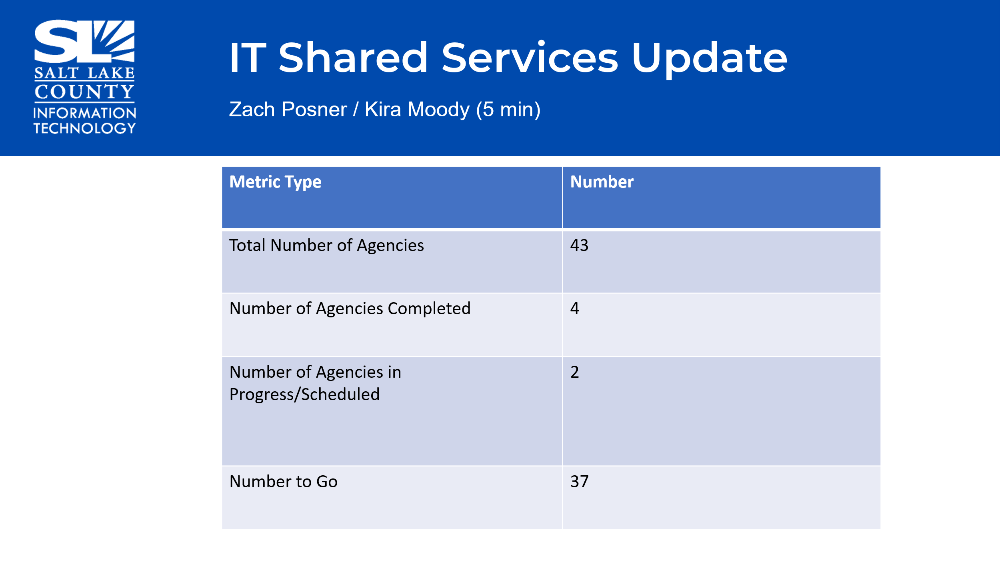 SL
SALT LAKE
COUNTY
INFORMATION
TECHNOLOGY
IT Shared Services Update
Zach Posner / Kira Moody (5 min)
Metric Type
Number
Total Number of Agencies
43
Number of Agencies Completed
4
Number of Agencies in
Progress/Scheduled
2
Number to Go
37